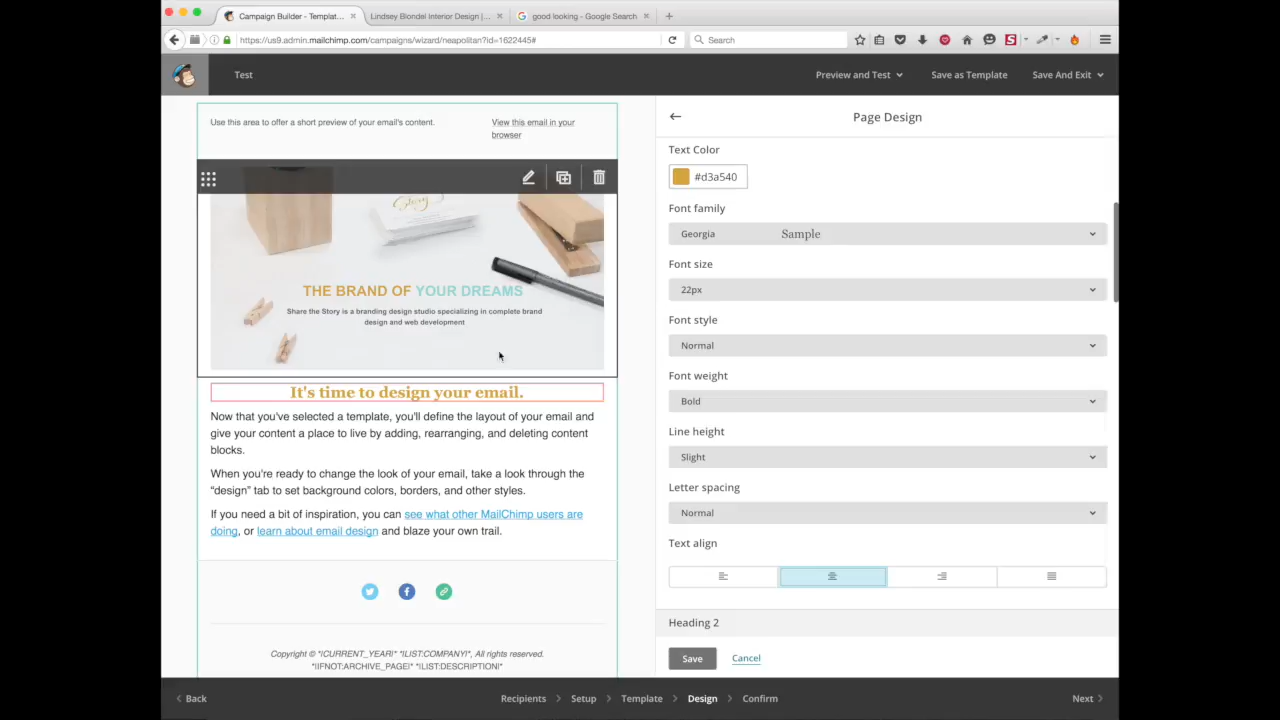 Campaign Builder - Templat...
Lindsey Blondel Interior Design |...
good looking - Google Search
https://us9.admin.mailchimp.com/campaigns/wizard/neapolitan?id=1622445#
Search
Test
Preview and Test
Save as Template
Save And Exit
Use this area to offer a short preview of your email's content.
View this email in your
browser
Story
THE BRAND OF YOUR DREAMS
Share the Story is a branding design studio specializing in complete brand
design and web development
It's time to design your email.
Now that you've selected a template, you'll define the layout of your email and
give your content a place to live by adding, rearranging, and deleting content
blocks.
When you're ready to change the look of your email, take a look through the
“design” tab to set background colors, borders, and other styles.
If you need a bit of inspiration, you can see what other MailChimp users are
doing, or learn about email design and blaze your own trail.
Copyright © *|CURRENT_YEAR|* *|LIST:COMPANY|*, All rights reserved.
*|IFNOT:ARCHIVE_PAGE|* *|LIST:DESCRIPTION|*
Page Design
Text Color
#d3a540
Font family
Georgia Sample
Font size
22px
Font style
Normal
Font weight
Bold
Line height
Slight
Letter spacing
Normal
Text align
Heading 2
Save Cancel
Back
Recipients > Setup > Template > Design > Confirm
Next